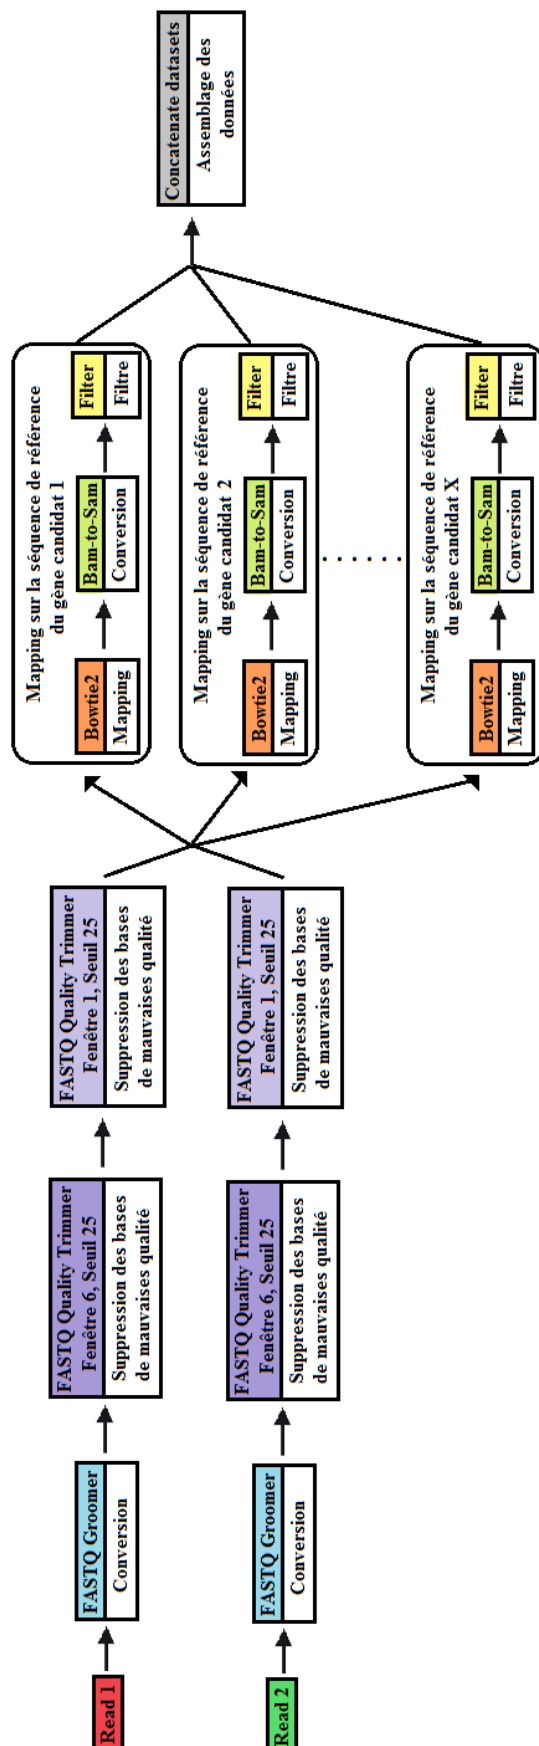 Read 1
FASTQ Groomer
Conversion
FASTQ Quality Trimmer
Fenêtre 6, Seuil 25
Suppression des bases
de mauvaises qualité
FASTQ Quality Trimmer
Fenêtre 1, Seuil 25
Suppression des bases
de mauvaises qualité
Read 2
FASTQ Groomer
Conversion
FASTQ Quality Trimmer
Fenêtre 6, Seuil 25
Suppression des bases
de mauvaises qualité
FASTQ Quality Trimmer
Fenêtre 1, Seuil 25
Suppression des bases
de mauvaises qualité
Mapping sur la séquence de référence
du gène candidat 1
Bowtie2
Mapping
Bam-to-Sam
Conversion
Filter
Filtre
Mapping sur la séquence de référence
du gène candidat 2
Bowtie2
Mapping
Bam-to-Sam
Conversion
Filter
Filtre
. . . . . . . .
Mapping sur la séquence de référence
du gène candidat X
Bowtie2
Mapping
Bam-to-Sam
Conversion
Filter
Filtre
Concatenate datasets
Assemblage des
données